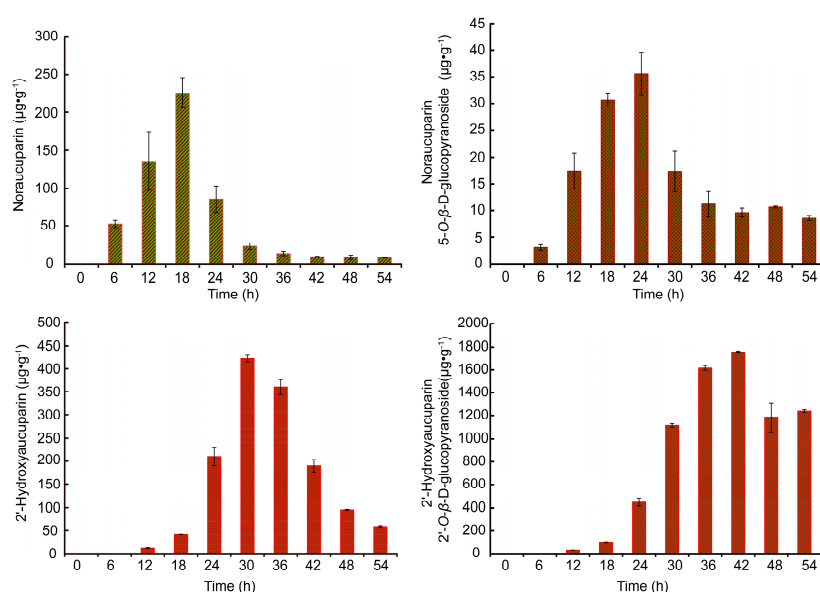 Noraucuparin (µg•g⁻¹)
300
250
200
150
100
50
0
0 6 12 18 24 30 36 42 48 54
Time (h)
Noraucuparin
5-O-β-D-glucopyranoside (µg•g⁻¹)
45
40
35
30
25
20
15
10
5
0
0 6 12 18 24 30 36 42 48 54
Time (h)
2'-Hydroxyaucuparin (µg•g⁻¹)
500
450
400
350
300
250
200
150
100
50
0
0 6 12 18 24 30 36 42 48 54
Time (h)
2'-Hydroxyaucuparin
2'-O-β-D-glucopyranoside(µg•g⁻¹)
2000
1800
1600
1400
1200
1000
800
600
400
200
0
0 6 12 18 24 30 36 42 48 54
Time (h)